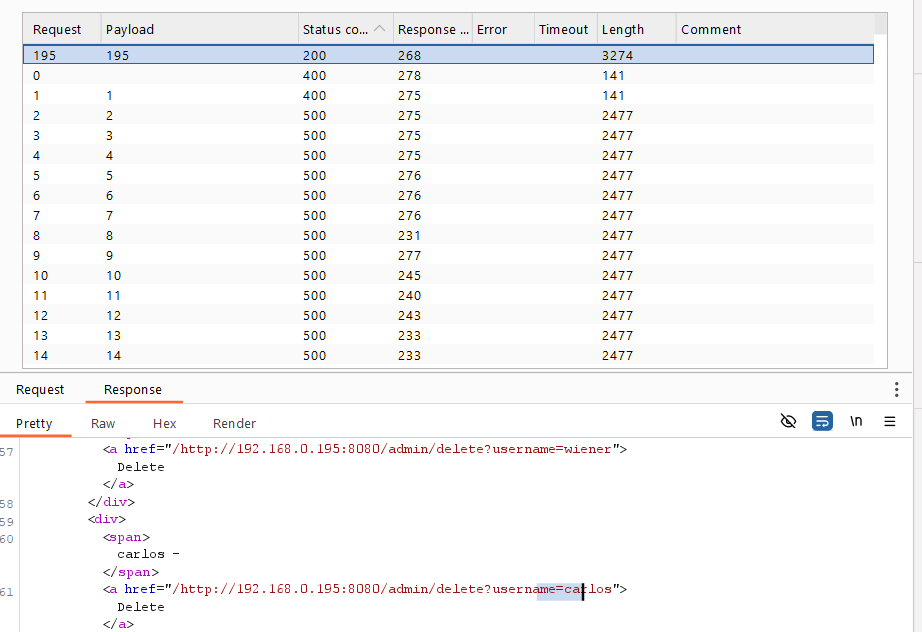 Request Payload Status co... Response ... Error Timeout Length Comment
195 195 200 268 3274
0 400 278 141
1 1 400 275 141
2 2 500 275 2477
3 3 500 275 2477
4 4 500 275 2477
5 5 500 276 2477
6 6 500 276 2477
7 7 500 276 2477
8 8 500 231 2477
9 9 500 277 2477
10 10 500 245 2477
11 11 500 240 2477
12 12 500 243 2477
13 13 500 233 2477
14 14 500 233 2477
Request Response
Pretty Raw Hex Render \n
57 <a href="/http://192.168.0.195:8080/admin/delete?username=wiener">
Delete
</a>
58 </div>
59 <div>
60 <span>
carlos -
</span>
61 <a href="/http://192.168.0.195:8080/admin/delete?username=carlos">
Delete
</a>